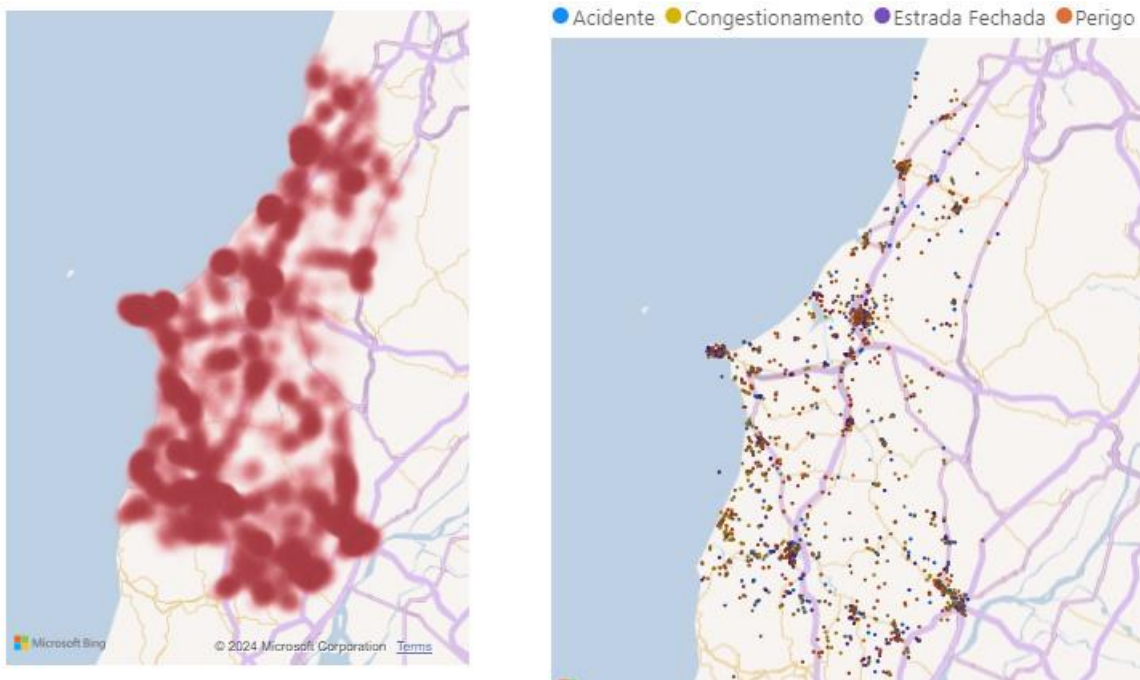 Acidente Congestionamento Estrada Fechada Perigo
Microsoft Bing
© 2024 Microsoft Corporation Terms